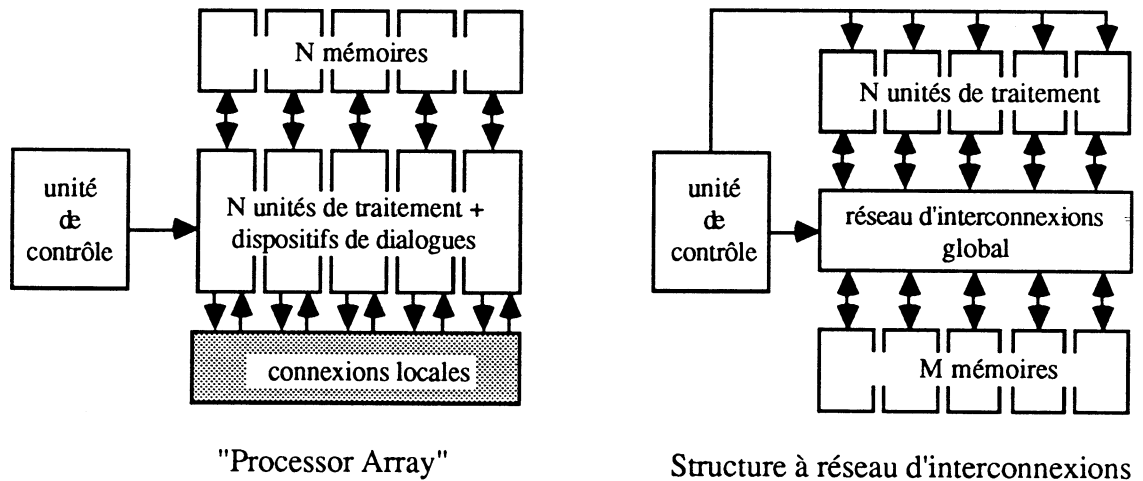 N mémoires
unité
de
contrôle
N unités de traitement +
dispositifs de dialogues
connexions locales
"Processor Array"
N unités de traitement
unité
de
contrôle
réseau d'interconnexions
global
M mémoires
Structure à réseau d'interconnexions